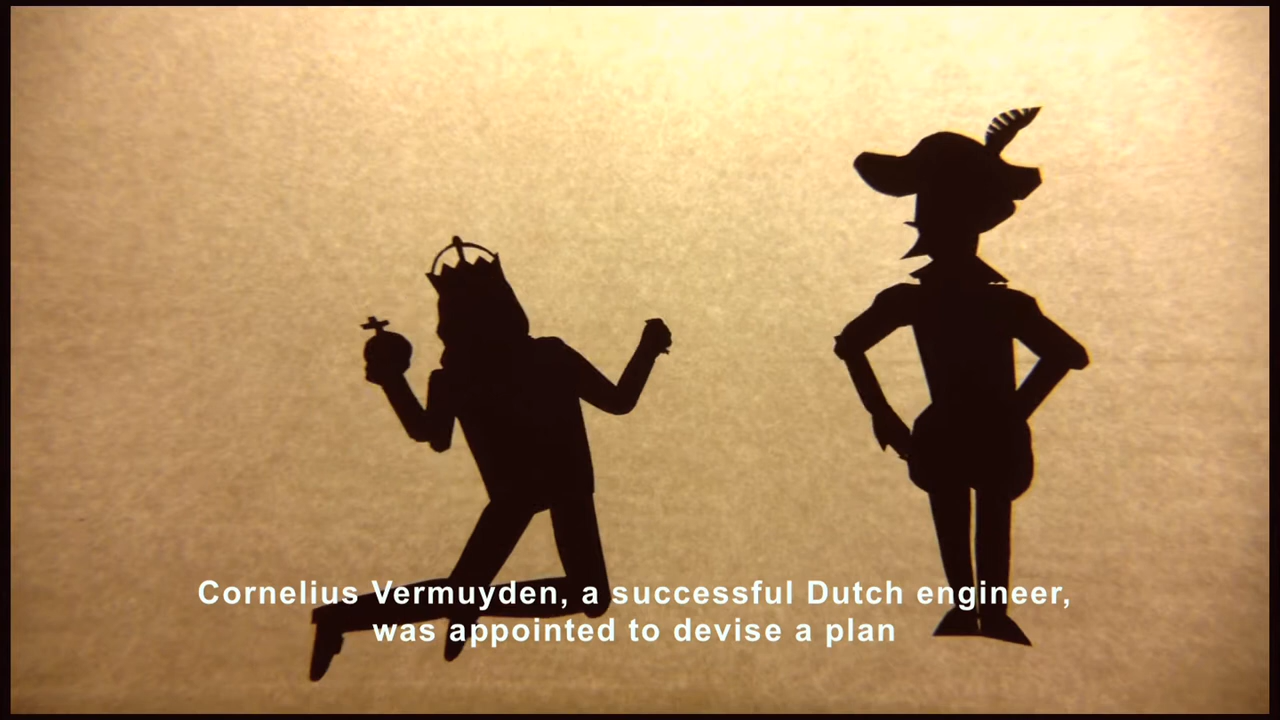 Cornelius Vermuyden, a successful Dutch engineer,
was appointed to devise a plan